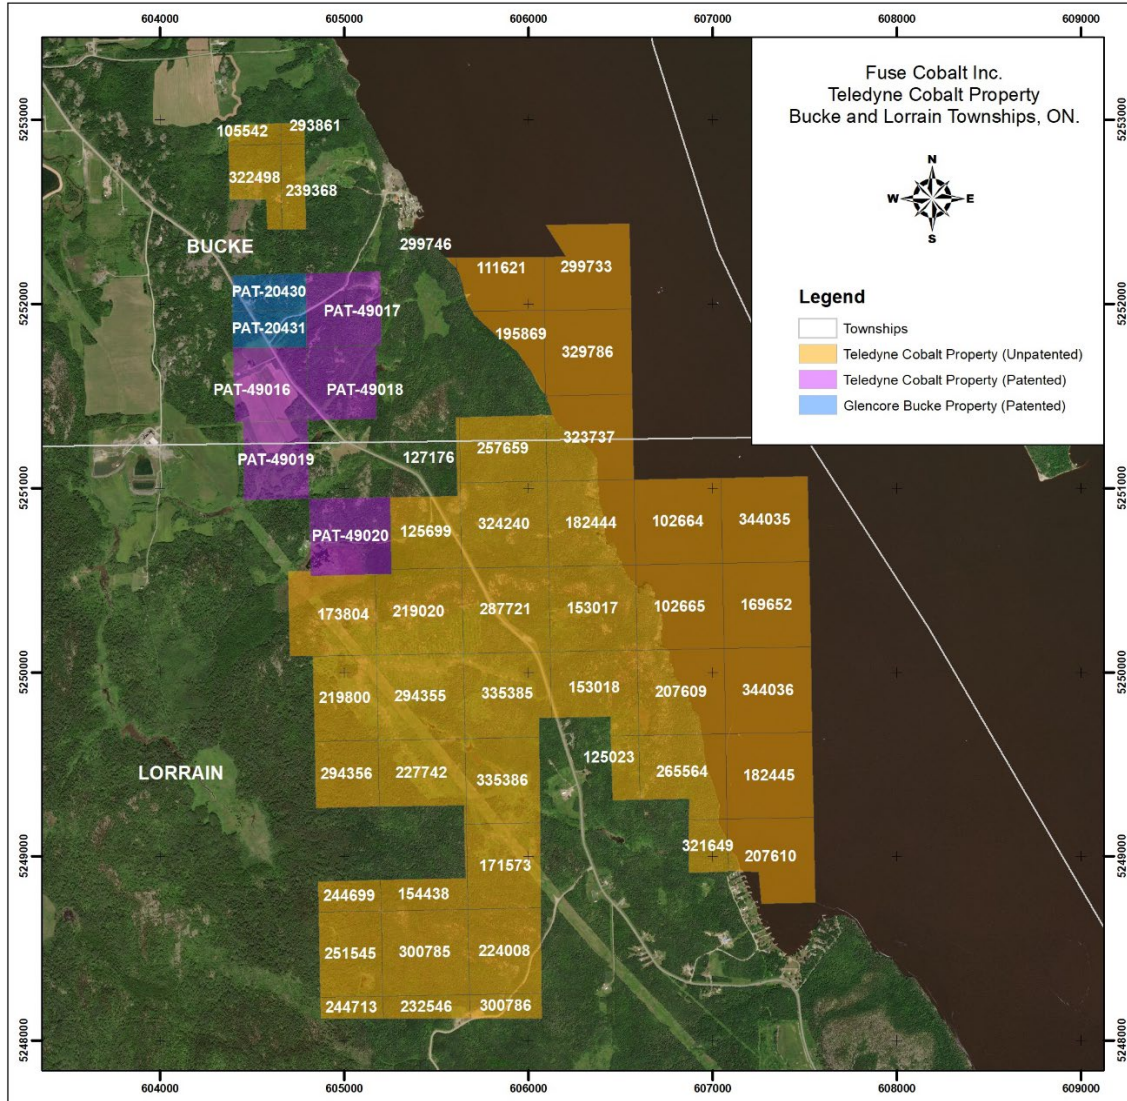 604000 605000 606000 607000 608000 609000
Fuse Cobalt Inc.
Teledyne Cobalt Property
Bucke and Lorrain Townships, ON.
N
W E
S
Legend
Townships
Teledyne Cobalt Property (Unpatented)
Teledyne Cobalt Property (Patented)
Glencore Bucke Property (Patented)
5253000 5253000
105542 293861
322498
239368
BUCKE
299746
111621 299733
PAT-20430
5252000 5252000
PAT-49017
PAT-20431
195869
329786
PAT-49016 PAT-49018
323737
257659
127176
PAT-49019
5251000 5251000
344035
324240 182444 102664
125699
PAT-49020
169652
287721 153017 102665
173804 219020
5250000 5250000
153018
344036
207609
335385
219800 294355
125023
LORRAIN
294356 227742
265564
335386
182445
321649
5249000 5249000
207610
171573
244699 154438
251545 300785 224008
244713 232546 300786
5248000 5248000
604000 605000 606000 607000 608000 609000